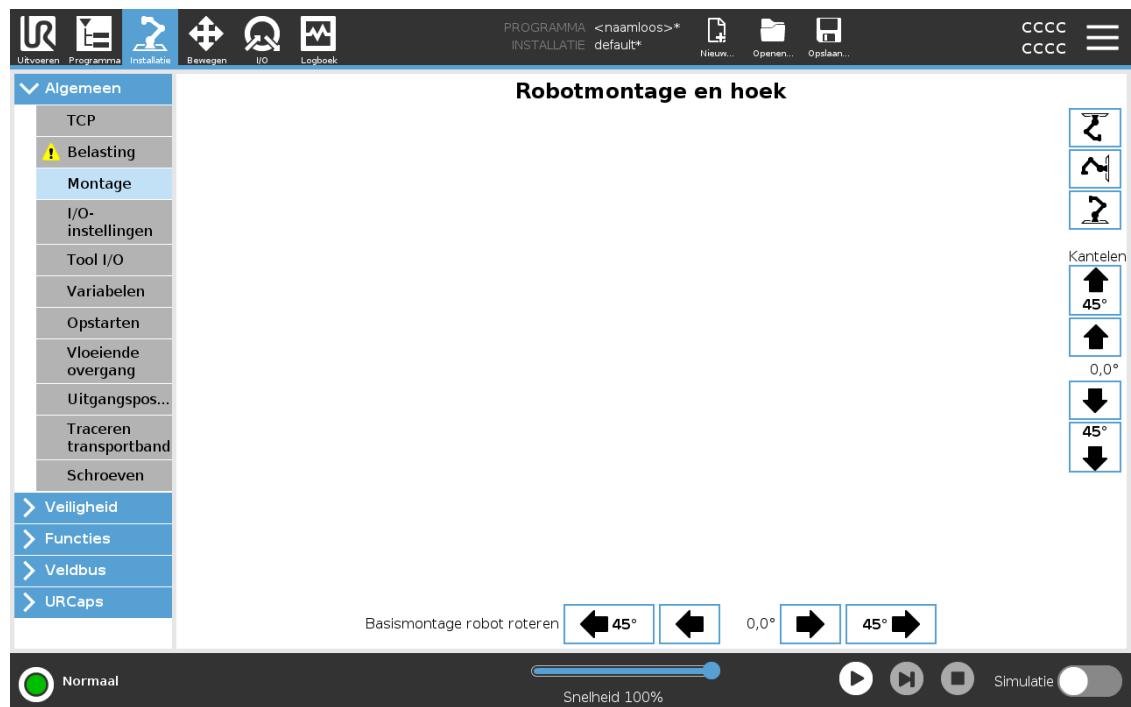 PROGRAMMA <naamloos>*
INSTALLATIE default*
Nieuw...
Openen...
Opslaan...
CCCC
CCCC
Uitvoeren
Programma
Installatie
Bewegen
I/O
Logboek
Algemeen
TCP
Belasting
Montage
I/O-
instellingen
Tool I/O
Variabelen
Opstarten
Vloeiende
overgang
Uitgangspos...
Traceren
transportband
Schroeven
Veiligheid
Functies
Veldbus
URCaps
Robotmontage en hoek
Kantelen
45°
0,0°
45°
Basismontage robot roteren 45° 0,0° 45°
Normaal
Snelheid 100%
Simulatie